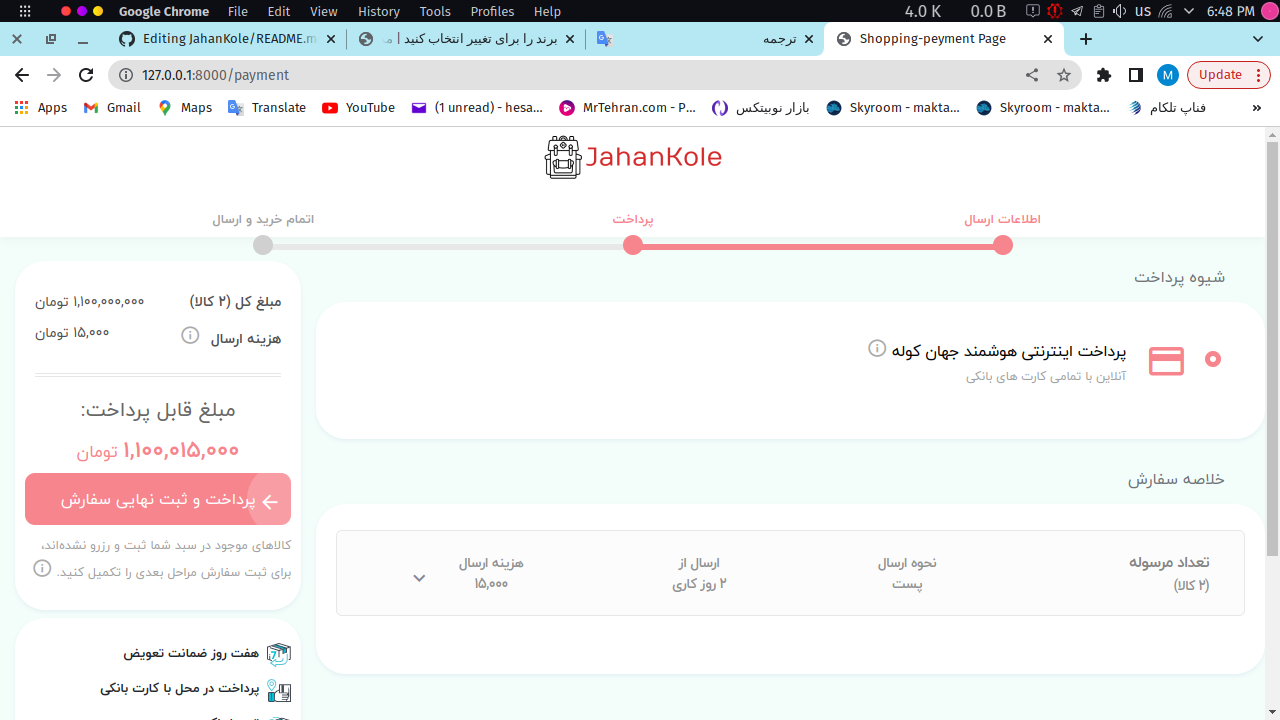 Google Chrome File Edit View History Tools Profiles Help 4.0 K 0.0 B us 6:48 PM
Editing JahanKole/README.m
برند را برای تغییر انتخاب کنید | ما
ترجمه
Shopping-peyment Page
127.0.0.1:8000/payment
M
Update
Apps Gmail Maps Translate YouTube (1 unread) - hesa... MrTehran.com - P... بازار نوبیتکس Skyroom - makta... Skyroom - makta... فناپ تلکام »
JahanKole
اطلاعات ارسال
پرداخت
اتمام خرید و ارسال
شیوه پرداخت
پرداخت اینترنتی هوشمند جهان کوله
آنلاین با تمامی کارت های بانکی
خلاصه سفارش
تعداد مرسوله
(۲ کالا)
نحوه ارسال
پست
ارسال از
۲ روز کاری
هزینه ارسال
۱۵,۰۰۰
مبلغ کل (۲ کالا) ۱,۱۰۰,۰۰۰,۰۰۰ تومان
هزینه ارسال ۱۵,۰۰۰ تومان
مبلغ قابل پرداخت:
۱,۱۰۰,۰۱۵,۰۰۰ تومان
پرداخت و ثبت نهایی سفارش
کالاهای موجود در سبد شما ثبت و رزرو نشده‌اند،
برای ثبت سفارش مراحل بعدی را تکمیل کنید.
هفت روز ضمانت تعویض
پرداخت در محل با کارت بانکی